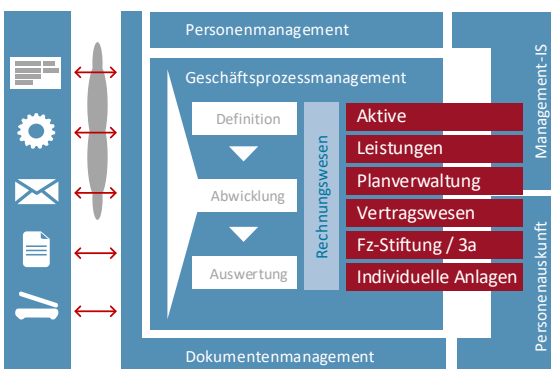 Personenmanagement
Geschäftsprozessmanagement
Definition
Abwicklung
Auswertung
Rechnungswesen
Aktive
Leistungen
Planverwaltung
Vertragswesen
Fz-Stiftung / 3a
Individuelle Anlagen
Management-IS
Personenauskunft
Dokumentenmanagement